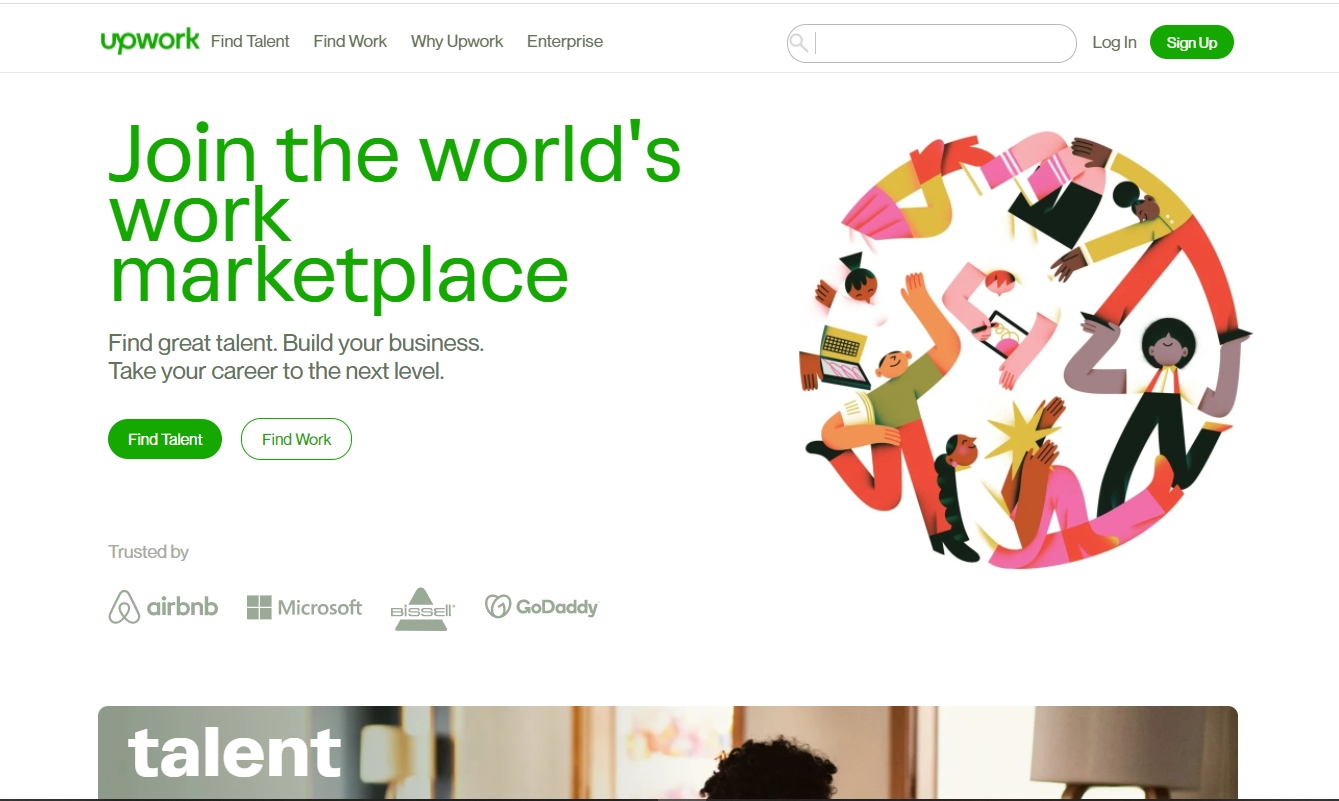 upwork Find Talent Find Work Why Upwork Enterprise Log In Sign Up
Join the world's
work
marketplace
Find great talent. Build your business.
Take your career to the next level.
Find Talent Find Work
Trusted by
airbnb Microsoft BISSELL GoDaddy
talent